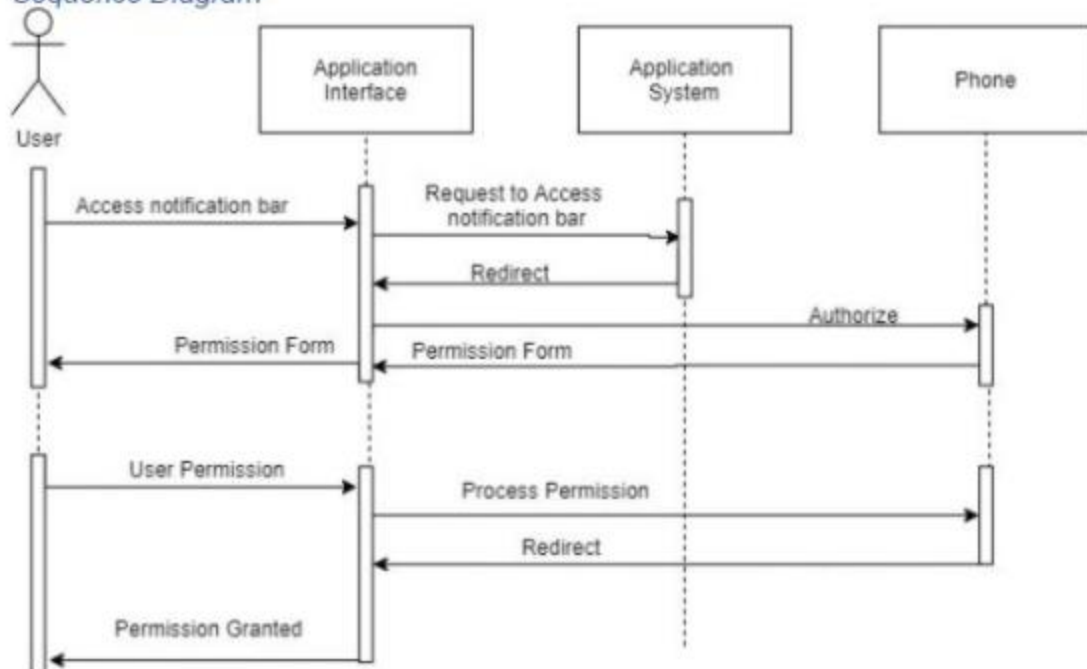 Sequence Diagram
User
Application
Interface
Application
System
Phone
Access notification bar
Request to Access
notification bar
Redirect
Authorize
Permission Form
Permission Form
User Permission
Process Permission
Redirect
Permission Granted